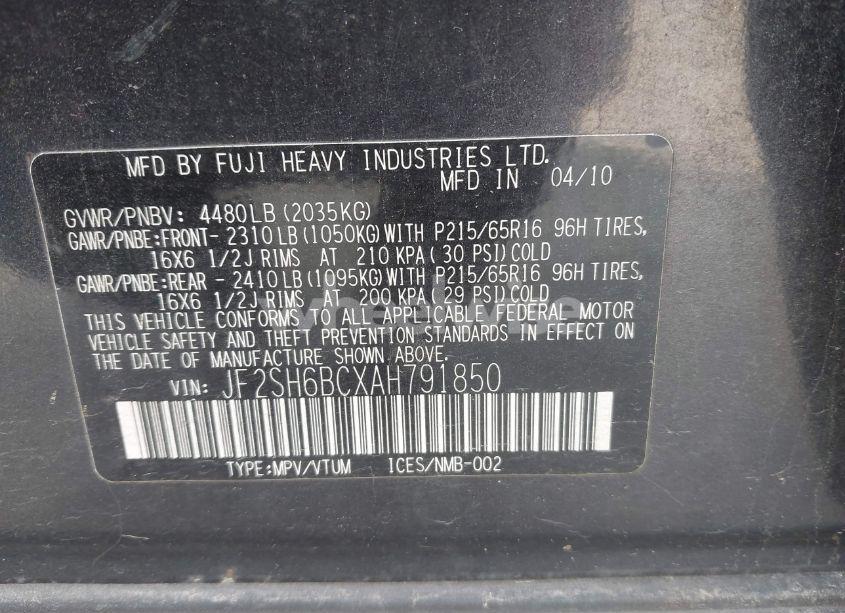 MFD BY FUJI HEAVY INDUSTRIES LTD.
MFD IN 04/10
GVWR/PNBV: 4480LB (2035KG)
GAWR/PNBE:FRONT- 2310LB (1050KG) WITH P215/65R16 96H TIRES,
16X6 1/2J RIMS AT 210 KPA ( 30 PSI) COLD
GAWR/PNBE:REAR - 2410LB (1095KG) WITH P215/65R16 96H TIRES,
16X6 1/2J RIMS AT 200 KPA (29 PSI) COLD
THIS VEHICLE CONFORMS TO ALL APPLICABLE FEDERAL MOTOR
VEHICLE SAFETY AND THEFT PREVENTION STANDARDS IN EFFECT ON
THE DATE OF MANUFACTURE SHOWN ABOVE.
VIN: JF2SH6BCXAH791850
TYPE:MPV/VTUM ICES/NMB-002